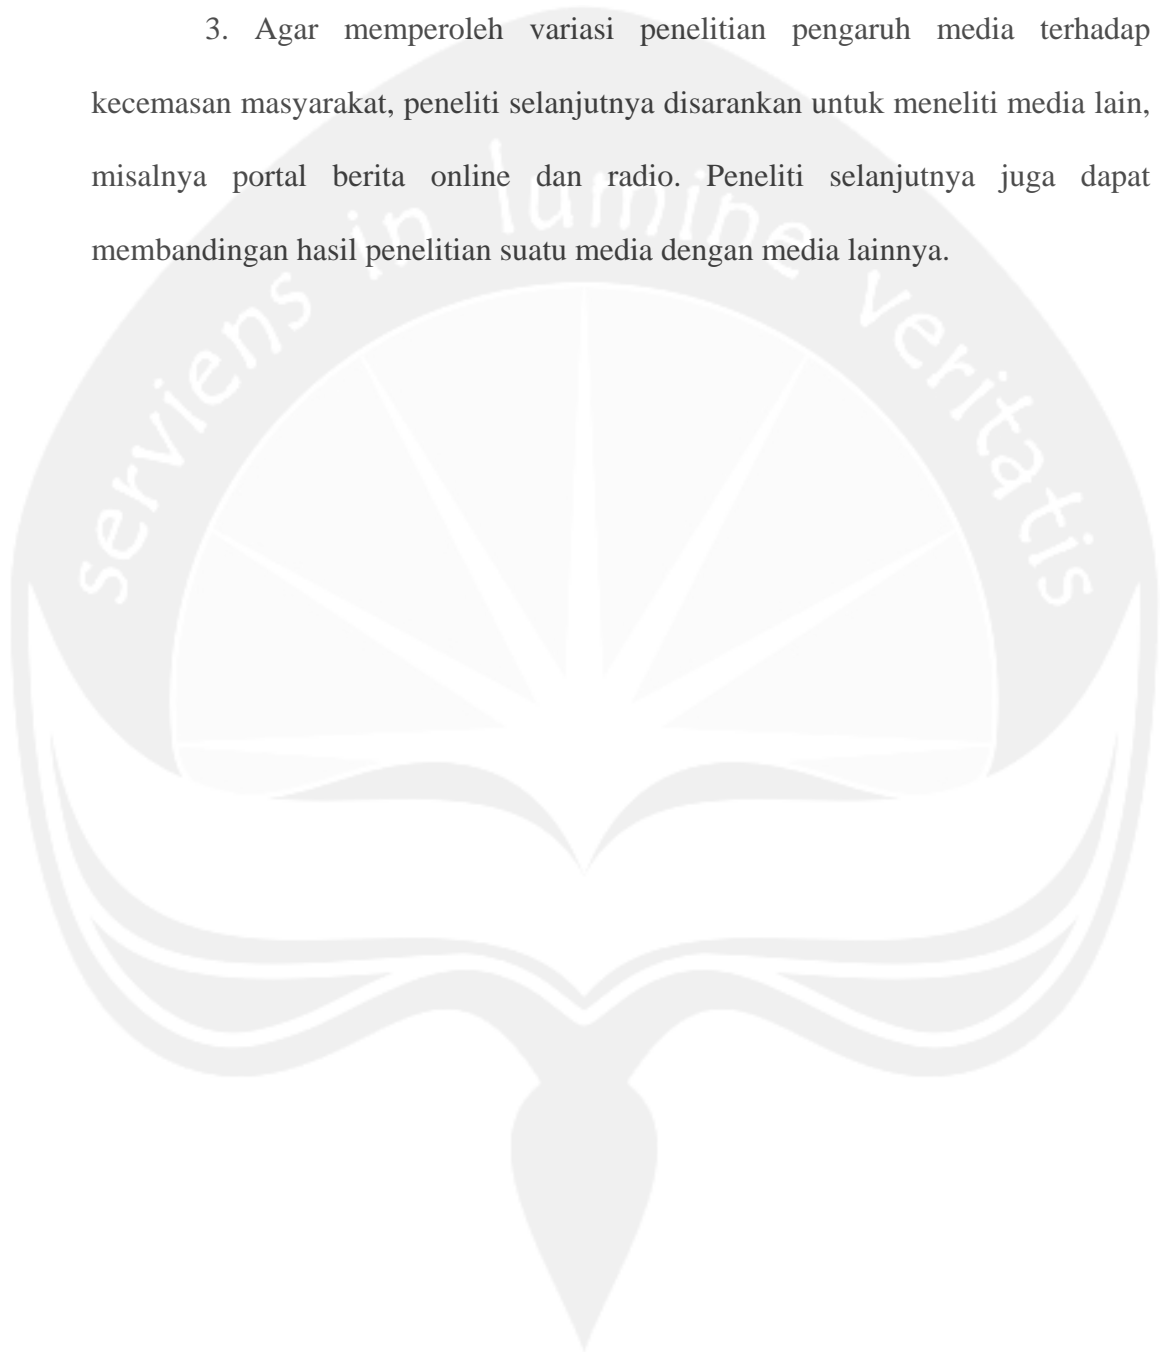 3. Agar memperoleh variasi penelitian pengaruh media terhadap
kecemasan masyarakat, peneliti selanjutnya disarankan untuk meneliti media lain,
misalnya portal berita online dan radio. Peneliti selanjutnya juga dapat
membandingan hasil penelitian suatu media dengan media lainnya.
serviens in lumine veritatis